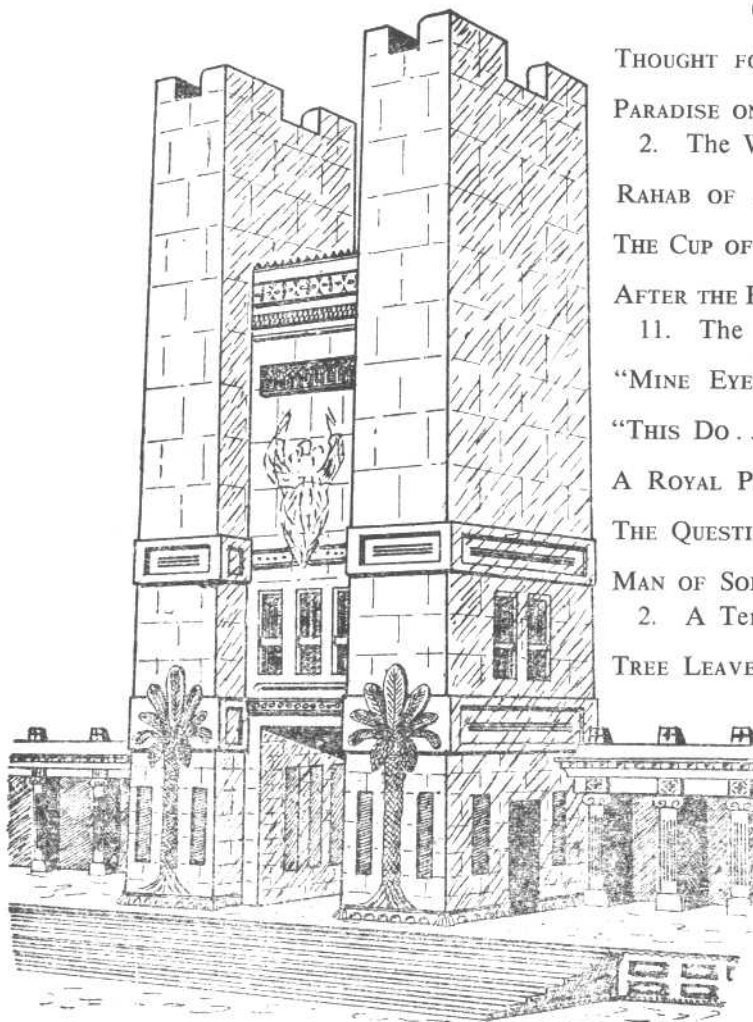 THOUGHT FO
PARADISE ON
2. The V
RAHAB OF
THE CUP OF
AFTER THE
11. The
"MINE EYE
"THIS DO . .
A ROYAL P
THE QUESTI
MAN OF SO
2. A Te
TREE LEAVE